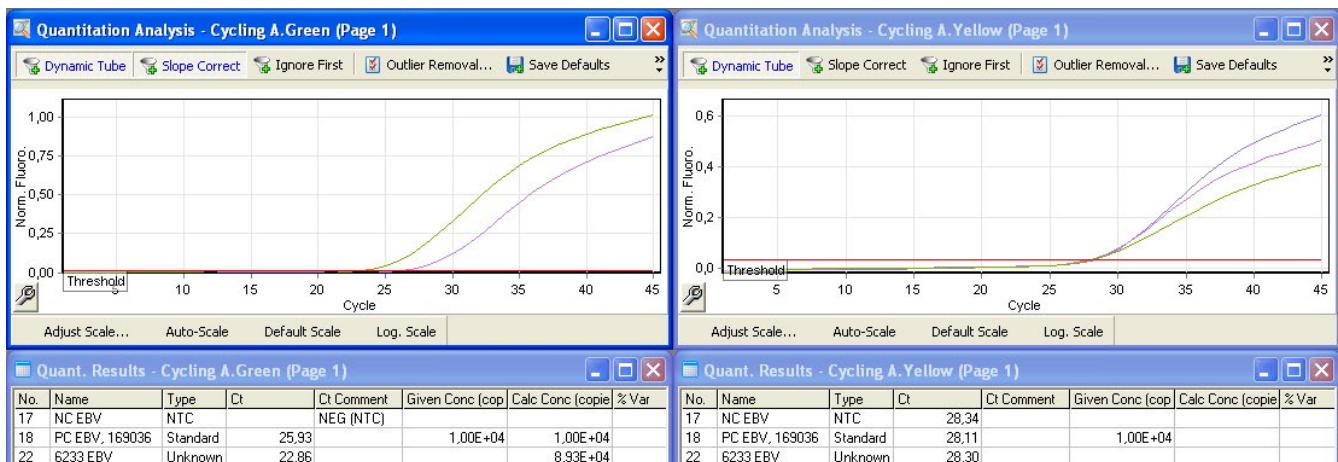 Quantitation Analysis - Cycling A.Green (Page 1)
Dynamic Tube Slope Correct Ignore First Outlier Removal... Save Defaults »
1,00
0,75
0,50
0,25
0,00
Norm. Fluoro.
Threshold
5 10 15 20 25 30 35 40 45
Cycle
Adjust Scale... Auto-Scale Default Scale Log. Scale
Quantitation Analysis - Cycling A.Yellow (Page 1)
Dynamic Tube Slope Correct Ignore First Outlier Removal... Save Defaults »
0,6
0,4
0,2
0,0
Norm. Fluoro.
Threshold
5 10 15 20 25 30 35 40 45
Cycle
Adjust Scale... Auto-Scale Default Scale Log. Scale
Quant. Results - Cycling A.Green (Page 1)
No. Name Type Ct Ct Comment Given Conc (cop Calc Conc (copie % Var
17 NC EBV NTC NEG (NTC)
18 PC EBV, 169036 Standard 25,93 1,00E+04 1,00E+04
22 6233 EBV Unknown 22,86 8,93E+04
Quant. Results - Cycling A.Yellow (Page 1)
No. Name Type Ct Ct Comment Given Conc (cop Calc Conc (copie % Var
17 NC EBV NTC 28,34
18 PC EBV, 169036 Standard 28,11 1,00E+04
22 6233 EBV Unknown 28,30